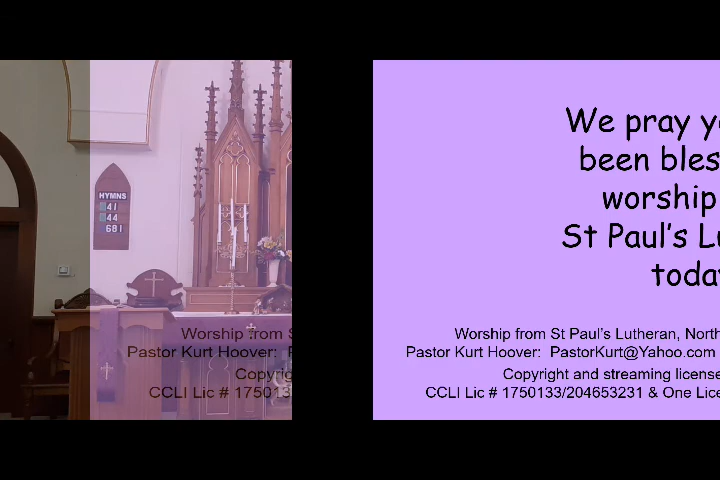 HYMNS
41
44
681
Worship from S
Pastor Kurt Hoover:
Copyrig
CCLI Lic # 175013
We pray yo
been bles
worship
St Paul's Lu
today
Worship from St Paul's Lutheran, North
Pastor Kurt Hoover: PastorKurt@Yahoo.com
Copyright and streaming license
CCLI Lic # 1750133/204653231 & One Lice